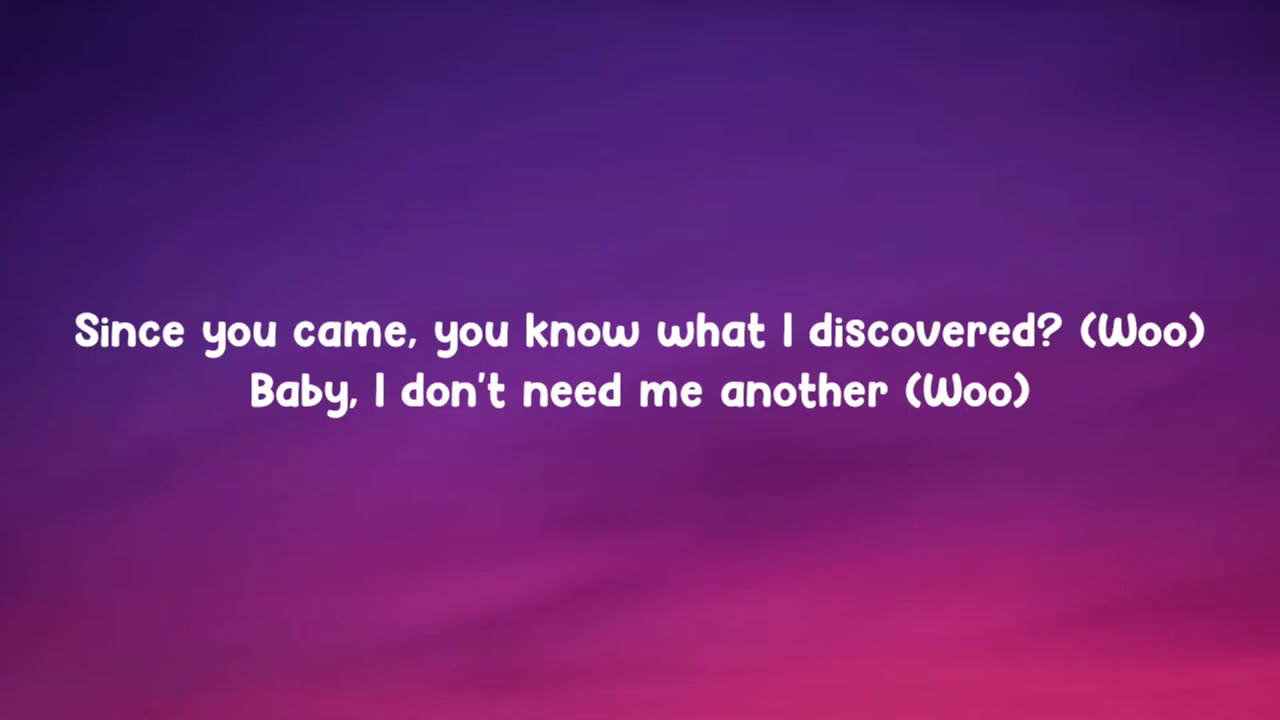 Since you came, you know what I discovered? (Woo)
Baby, I don't need me another (Woo)